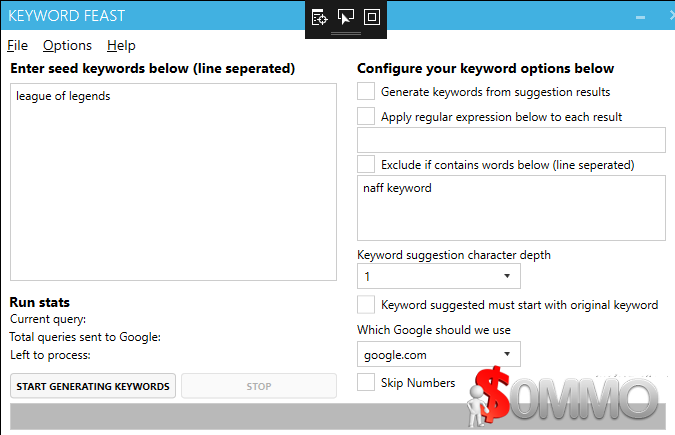 KEYWORD FEAST
File Options Help
Enter seed keywords below (line seperated)
league of legends
Run stats
Current query:
Total queries sent to Google:
Left to process:
START GENERATING KEYWORDS
STOP
Configure your keyword options below
Generate keywords from suggestion results
Apply regular expression below to each result
Exclude if contains words below (line seperated)
naff keyword
Keyword suggestion character depth
1
Keyword suggested must start with original keyword
Which Google should we use
google.com
Skip Numbers
$OMMO